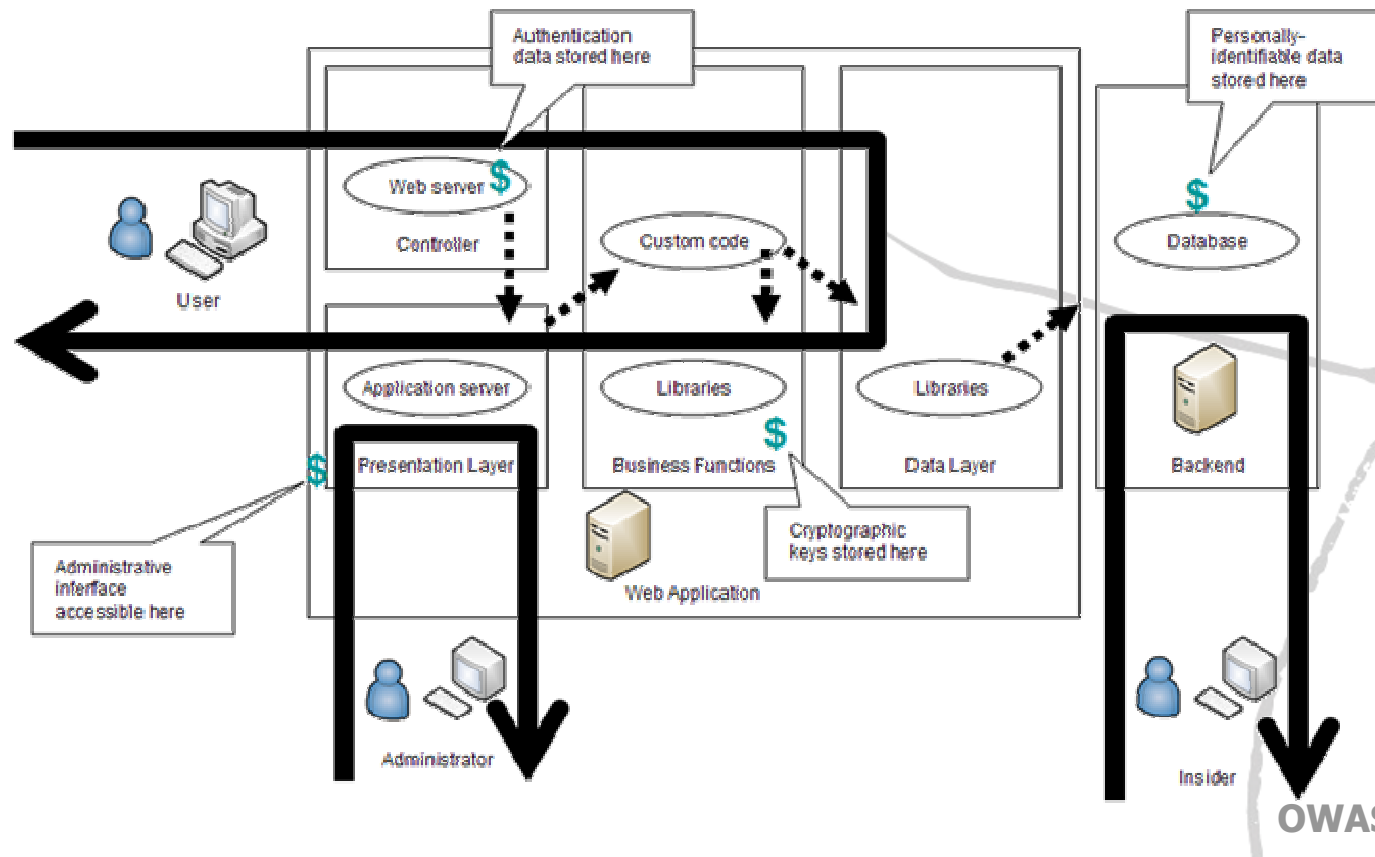 Authentication
data stored here
Personally-
identifiable data
stored here
Web server
$
$
Controller
Custom code
Database
User
Application server
Libraries
Libraries
$
$
Presentation Layer
Business Functions
Data Layer
Backend
Cryptographic
keys stored here
Administrative
interface
accessible here
Web Application
Administrator
Insider
OWAS